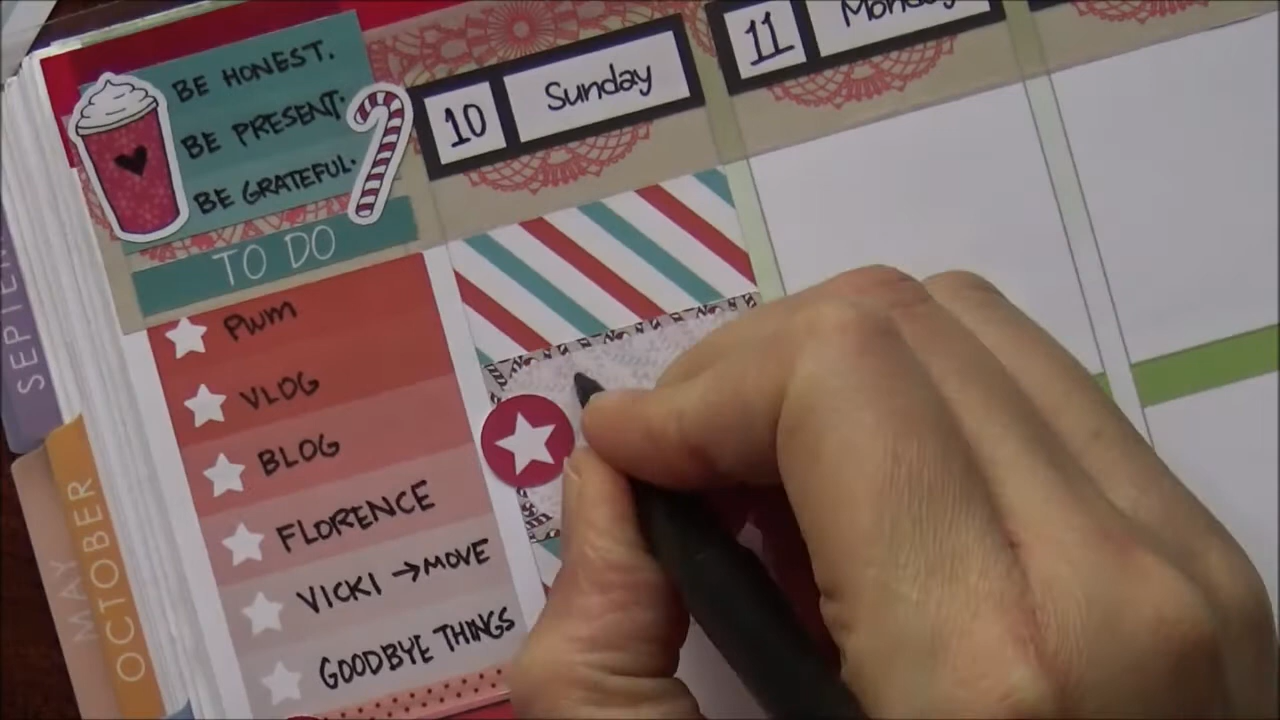 BE HONEST.
BE PRESENT.
BE GRATEFUL.
TO DO
PWM
VLOG
BLOG
FLORENCE
VICKI →MOVE
GOODBYE THINGS
10 Sunday
11 Monday
MAY
OCTOBER